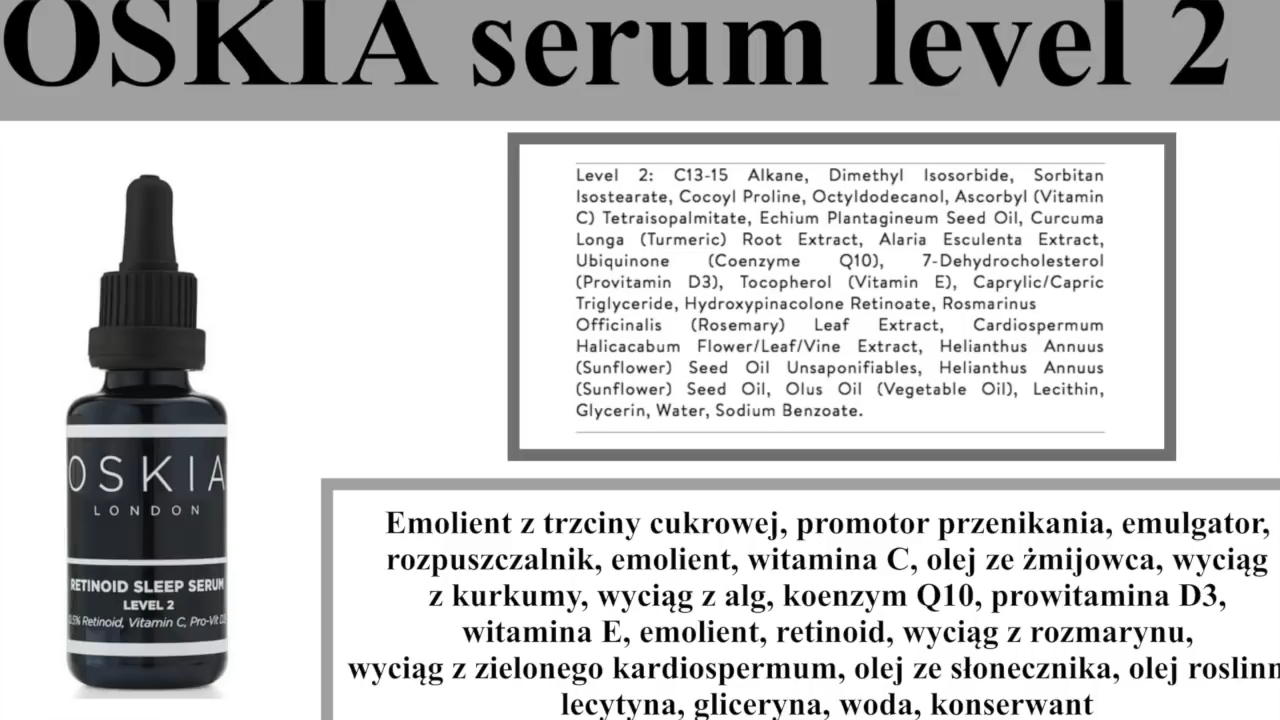 OSKIA serum level 2
Level 2: C13-15 Alkane, Dimethyl Isosorbide, Sorbitan
Isostearate, Cocoyl Proline, Octyldodecanol, Ascorbyl (Vitamin
C) Tetraisopalmitate, Echium Plantagineum Seed Oil, Curcuma
Longa (Turmeric) Root Extract, Alaria Esculenta Extract,
Ubiquinone (Coenzyme Q10), 7-Dehydrocholesterol
(Provitamin D3), Tocopherol (Vitamin E), Caprylic/Capric
Triglyceride, Hydroxypinacolone Retinoate, Rosmarinus
Officinalis (Rosemary) Leaf Extract, Cardiospermum
Halicacabum Flower/Leaf/Vine Extract, Helianthus Annuus
(Sunflower) Seed Oil Unsaponifiables, Helianthus Annuus
(Sunflower) Seed Oil, Olus Oil (Vegetable Oil), Lecithin,
Glycerin, Water, Sodium Benzoate.
OSKIA
LONDON
RETINOID SLEEP SERUM
LEVEL 2
Retinoid, Vitamin C, Pro-Vit
Emolient z trzciny cukrowej, promotor przenikania, emulgator,
rozpuszczalnik, emolient, witamina C, olej ze żmijowca, wyciąg
z kurkumy, wyciąg z alg, koenzym Q10, prowitamina D3,
witamina E, emolient, retinoid, wyciąg z rozmarynu,
wyciąg z zielonego kardiospermum, olej ze słonecznika, olej roślinn
lecytyna, gliceryna, woda, konserwant